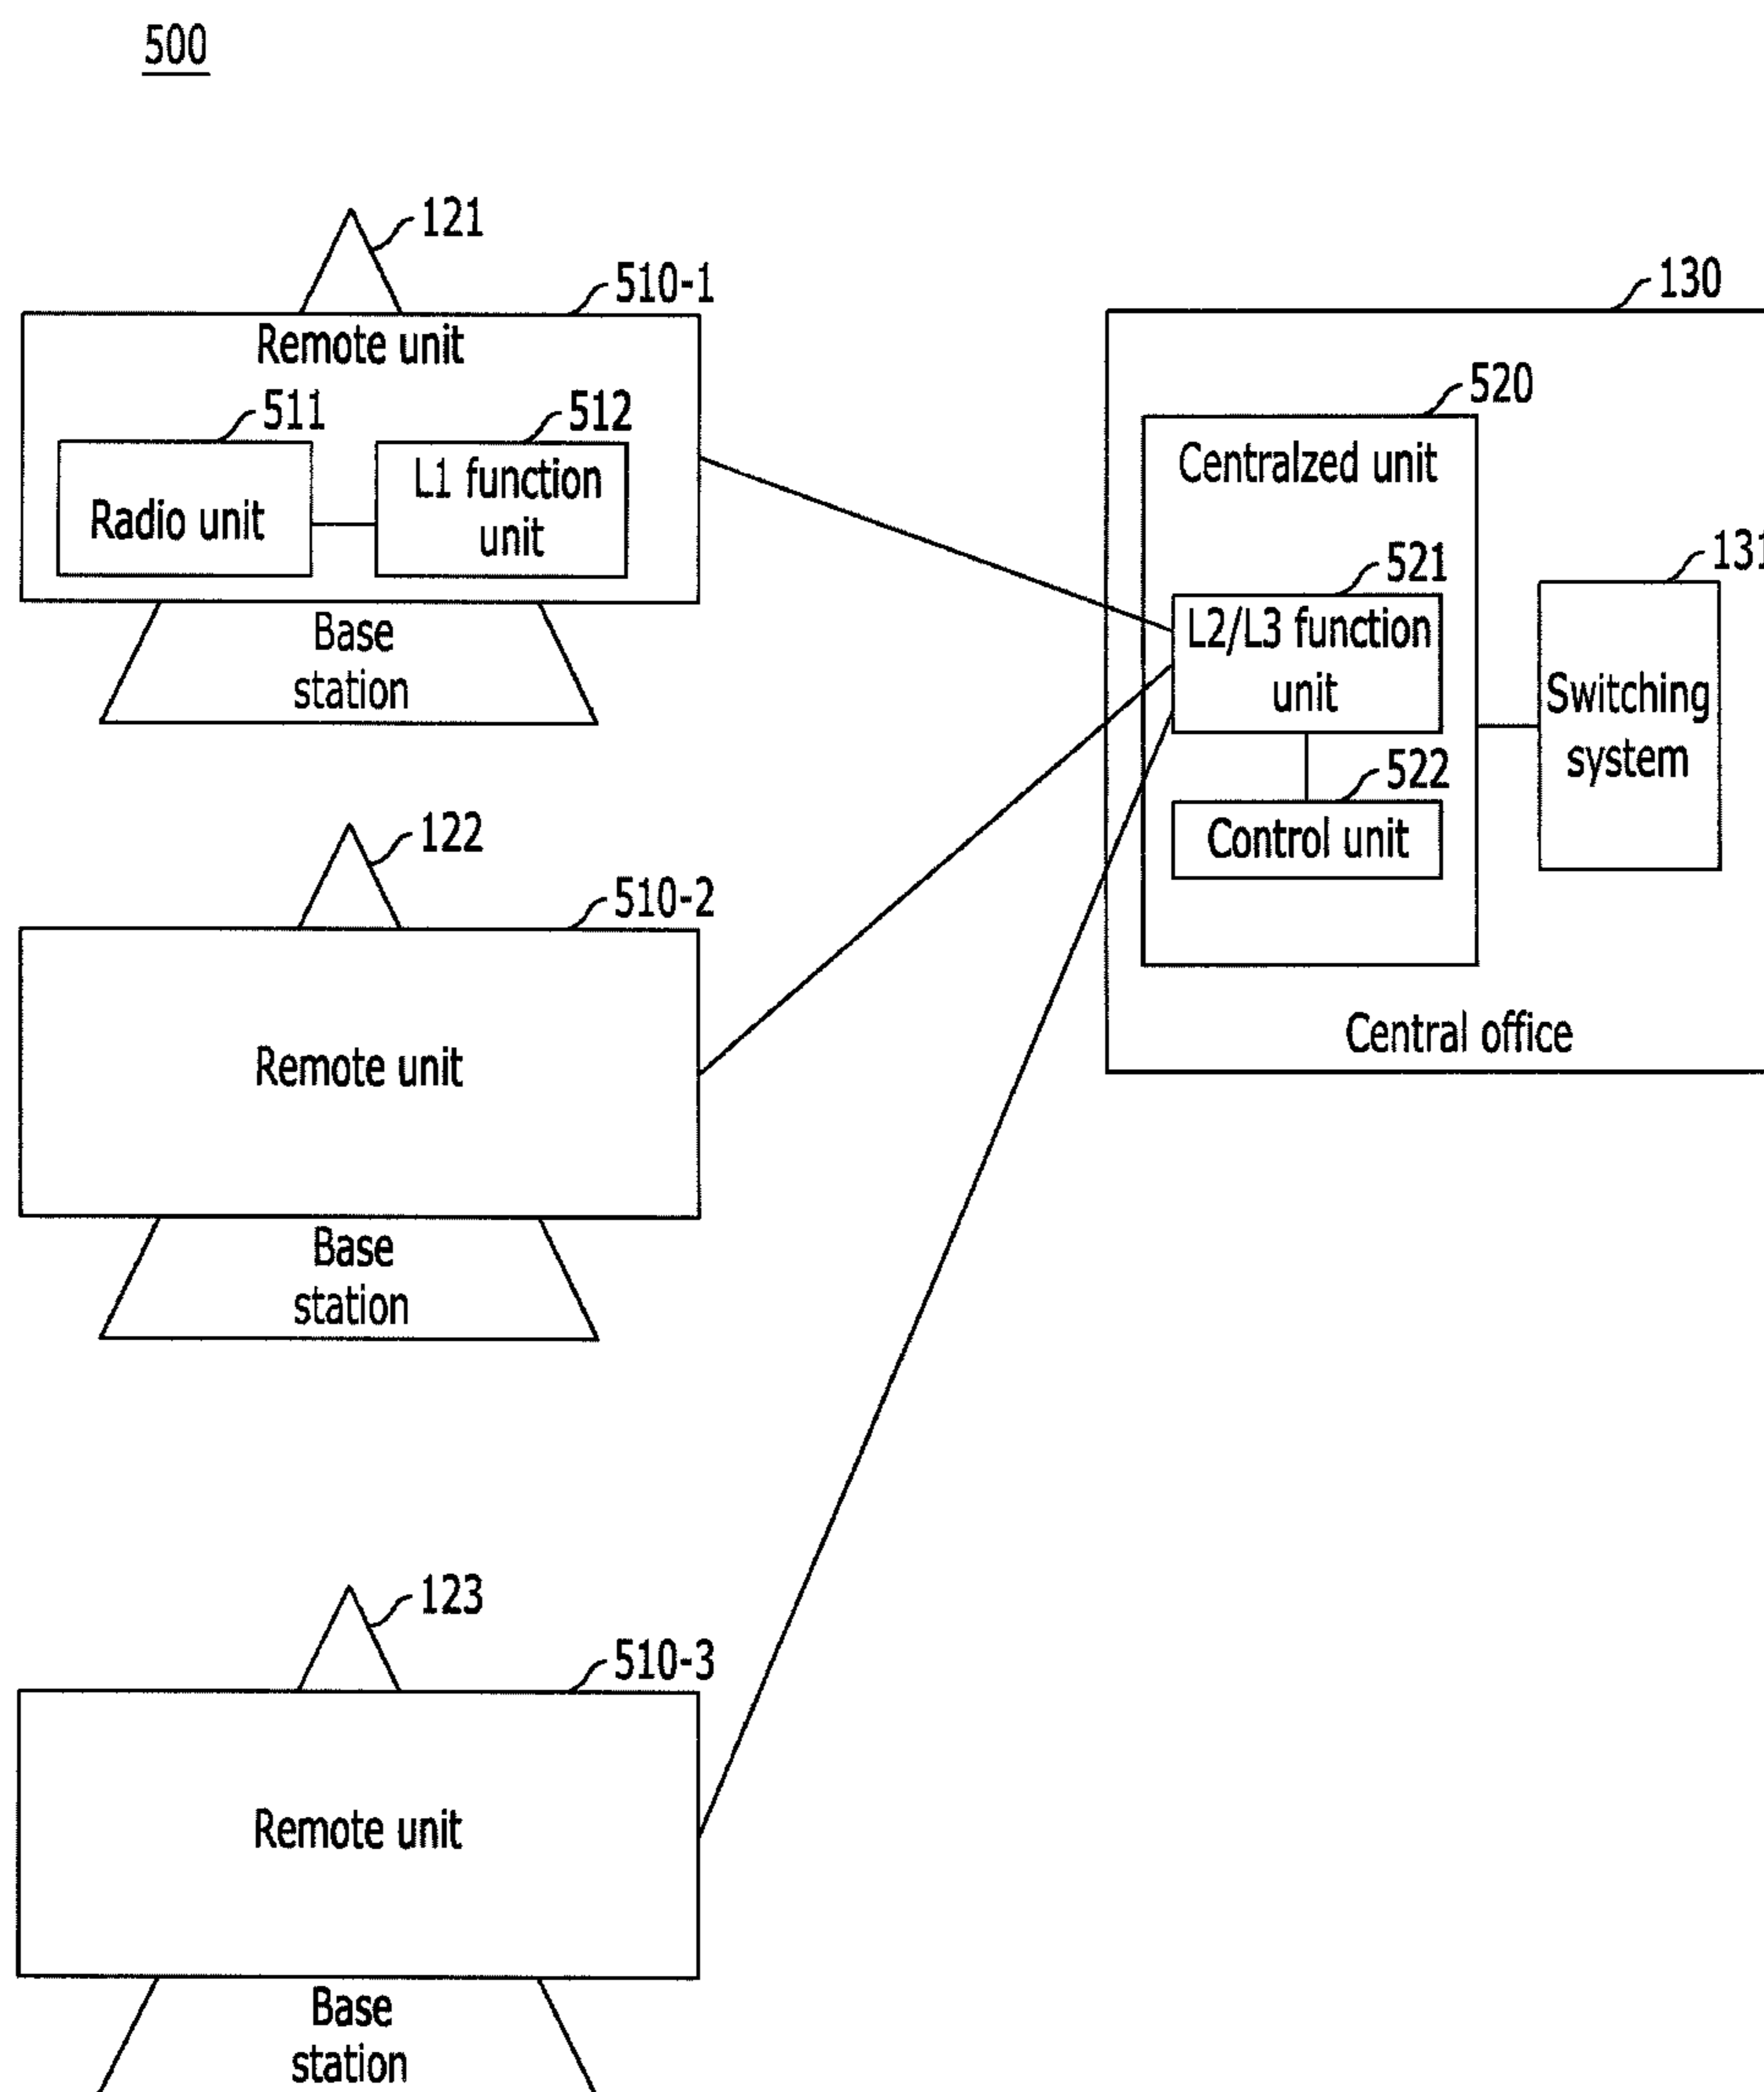 500
121
510-1
Remote unit
511
512
Radio unit
L1 function
unit
Base
station
122
510-2
Remote unit
Base
station
123
510-3
Remote unit
Base
station
130
520
Centralzed unit
521
L2/L3 function
unit
522
Control unit
131
Switching
system
Central office